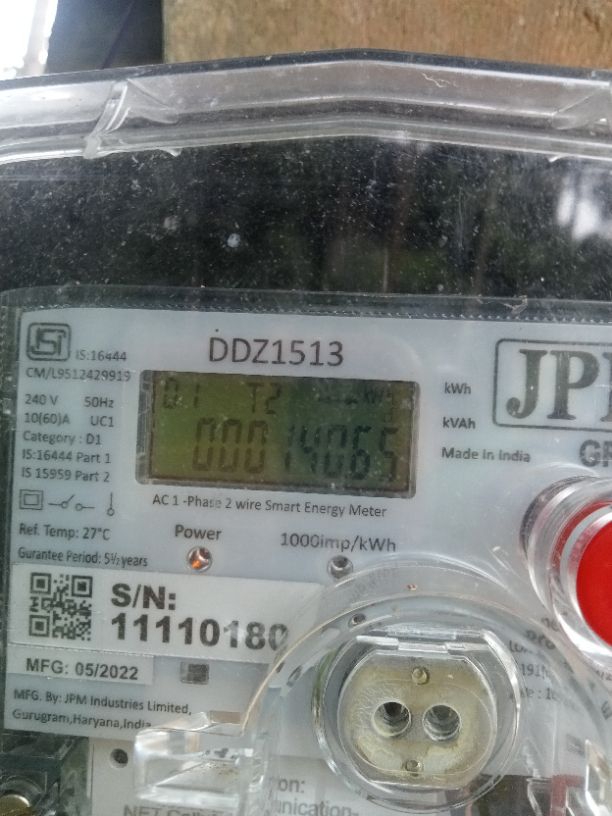 IS:16444
CM/L9512429919
240 V 50Hz
10(60)A UC1
Category : D1
IS:16444 Part 1
IS 15959 Part 2
DDZ1513
01 T2 kWh
00014065
kWh
kVAh
Made in India
JP
AC 1 -Phase 2 wire Smart Energy Meter
Ref. Temp: 27°C
Gurantee Period: 5½ years
Power
1000imp/kWh
S/N:
11110180
MFG: 05/2022
MFG. By: JPM Industries Limited,
Gurugram,Haryana,India